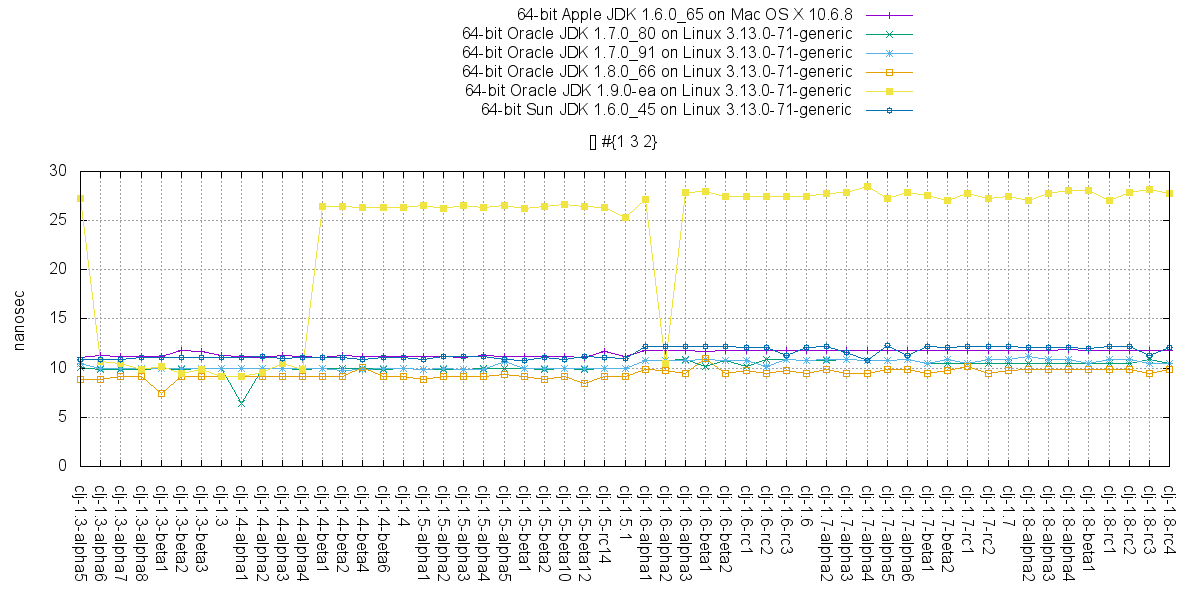 64-bit Apple JDK 1.6.0_65 on Mac OS X 10.6.8
64-bit Oracle JDK 1.7.0_80 on Linux 3.13.0-71-generic
64-bit Oracle JDK 1.7.0_91 on Linux 3.13.0-71-generic
64-bit Oracle JDK 1.8.0_66 on Linux 3.13.0-71-generic
64-bit Oracle JDK 1.9.0-ea on Linux 3.13.0-71-generic
64-bit Sun JDK 1.6.0_45 on Linux 3.13.0-71-generic
[] #{1 3 2}
nanosec
30
25
20
15
10
5
0
clj-1.3-alpha5
clj-1.3-alpha6
clj-1.3-alpha7
clj-1.3-alpha8
clj-1.3-beta1
clj-1.3-beta2
clj-1.3-beta3
clj-1.3
clj-1.4-alpha1
clj-1.4-alpha2
clj-1.4-alpha3
clj-1.4-alpha4
clj-1.4-beta1
clj-1.4-beta2
clj-1.4-beta4
clj-1.4-beta6
clj-1.4
clj-1.5-alpha1
clj-1.5-alpha2
clj-1.5-alpha3
clj-1.5-alpha4
clj-1.5-alpha5
clj-1.5-beta1
clj-1.5-beta2
clj-1.5-beta10
clj-1.5-beta12
clj-1.5-rc14
clj-1.5.1
clj-1.6-alpha1
clj-1.6-alpha2
clj-1.6-alpha3
clj-1.6-beta1
clj-1.6-beta2
clj-1.6-rc1
clj-1.6-rc2
clj-1.6-rc3
clj-1.6
clj-1.7-alpha2
clj-1.7-alpha3
clj-1.7-alpha4
clj-1.7-alpha5
clj-1.7-alpha6
clj-1.7-beta1
clj-1.7-beta2
clj-1.7-rc1
clj-1.7-rc2
clj-1.7
clj-1.8-alpha2
clj-1.8-alpha3
clj-1.8-alpha4
clj-1.8-beta1
clj-1.8-rc1
clj-1.8-rc2
clj-1.8-rc3
clj-1.8-rc4